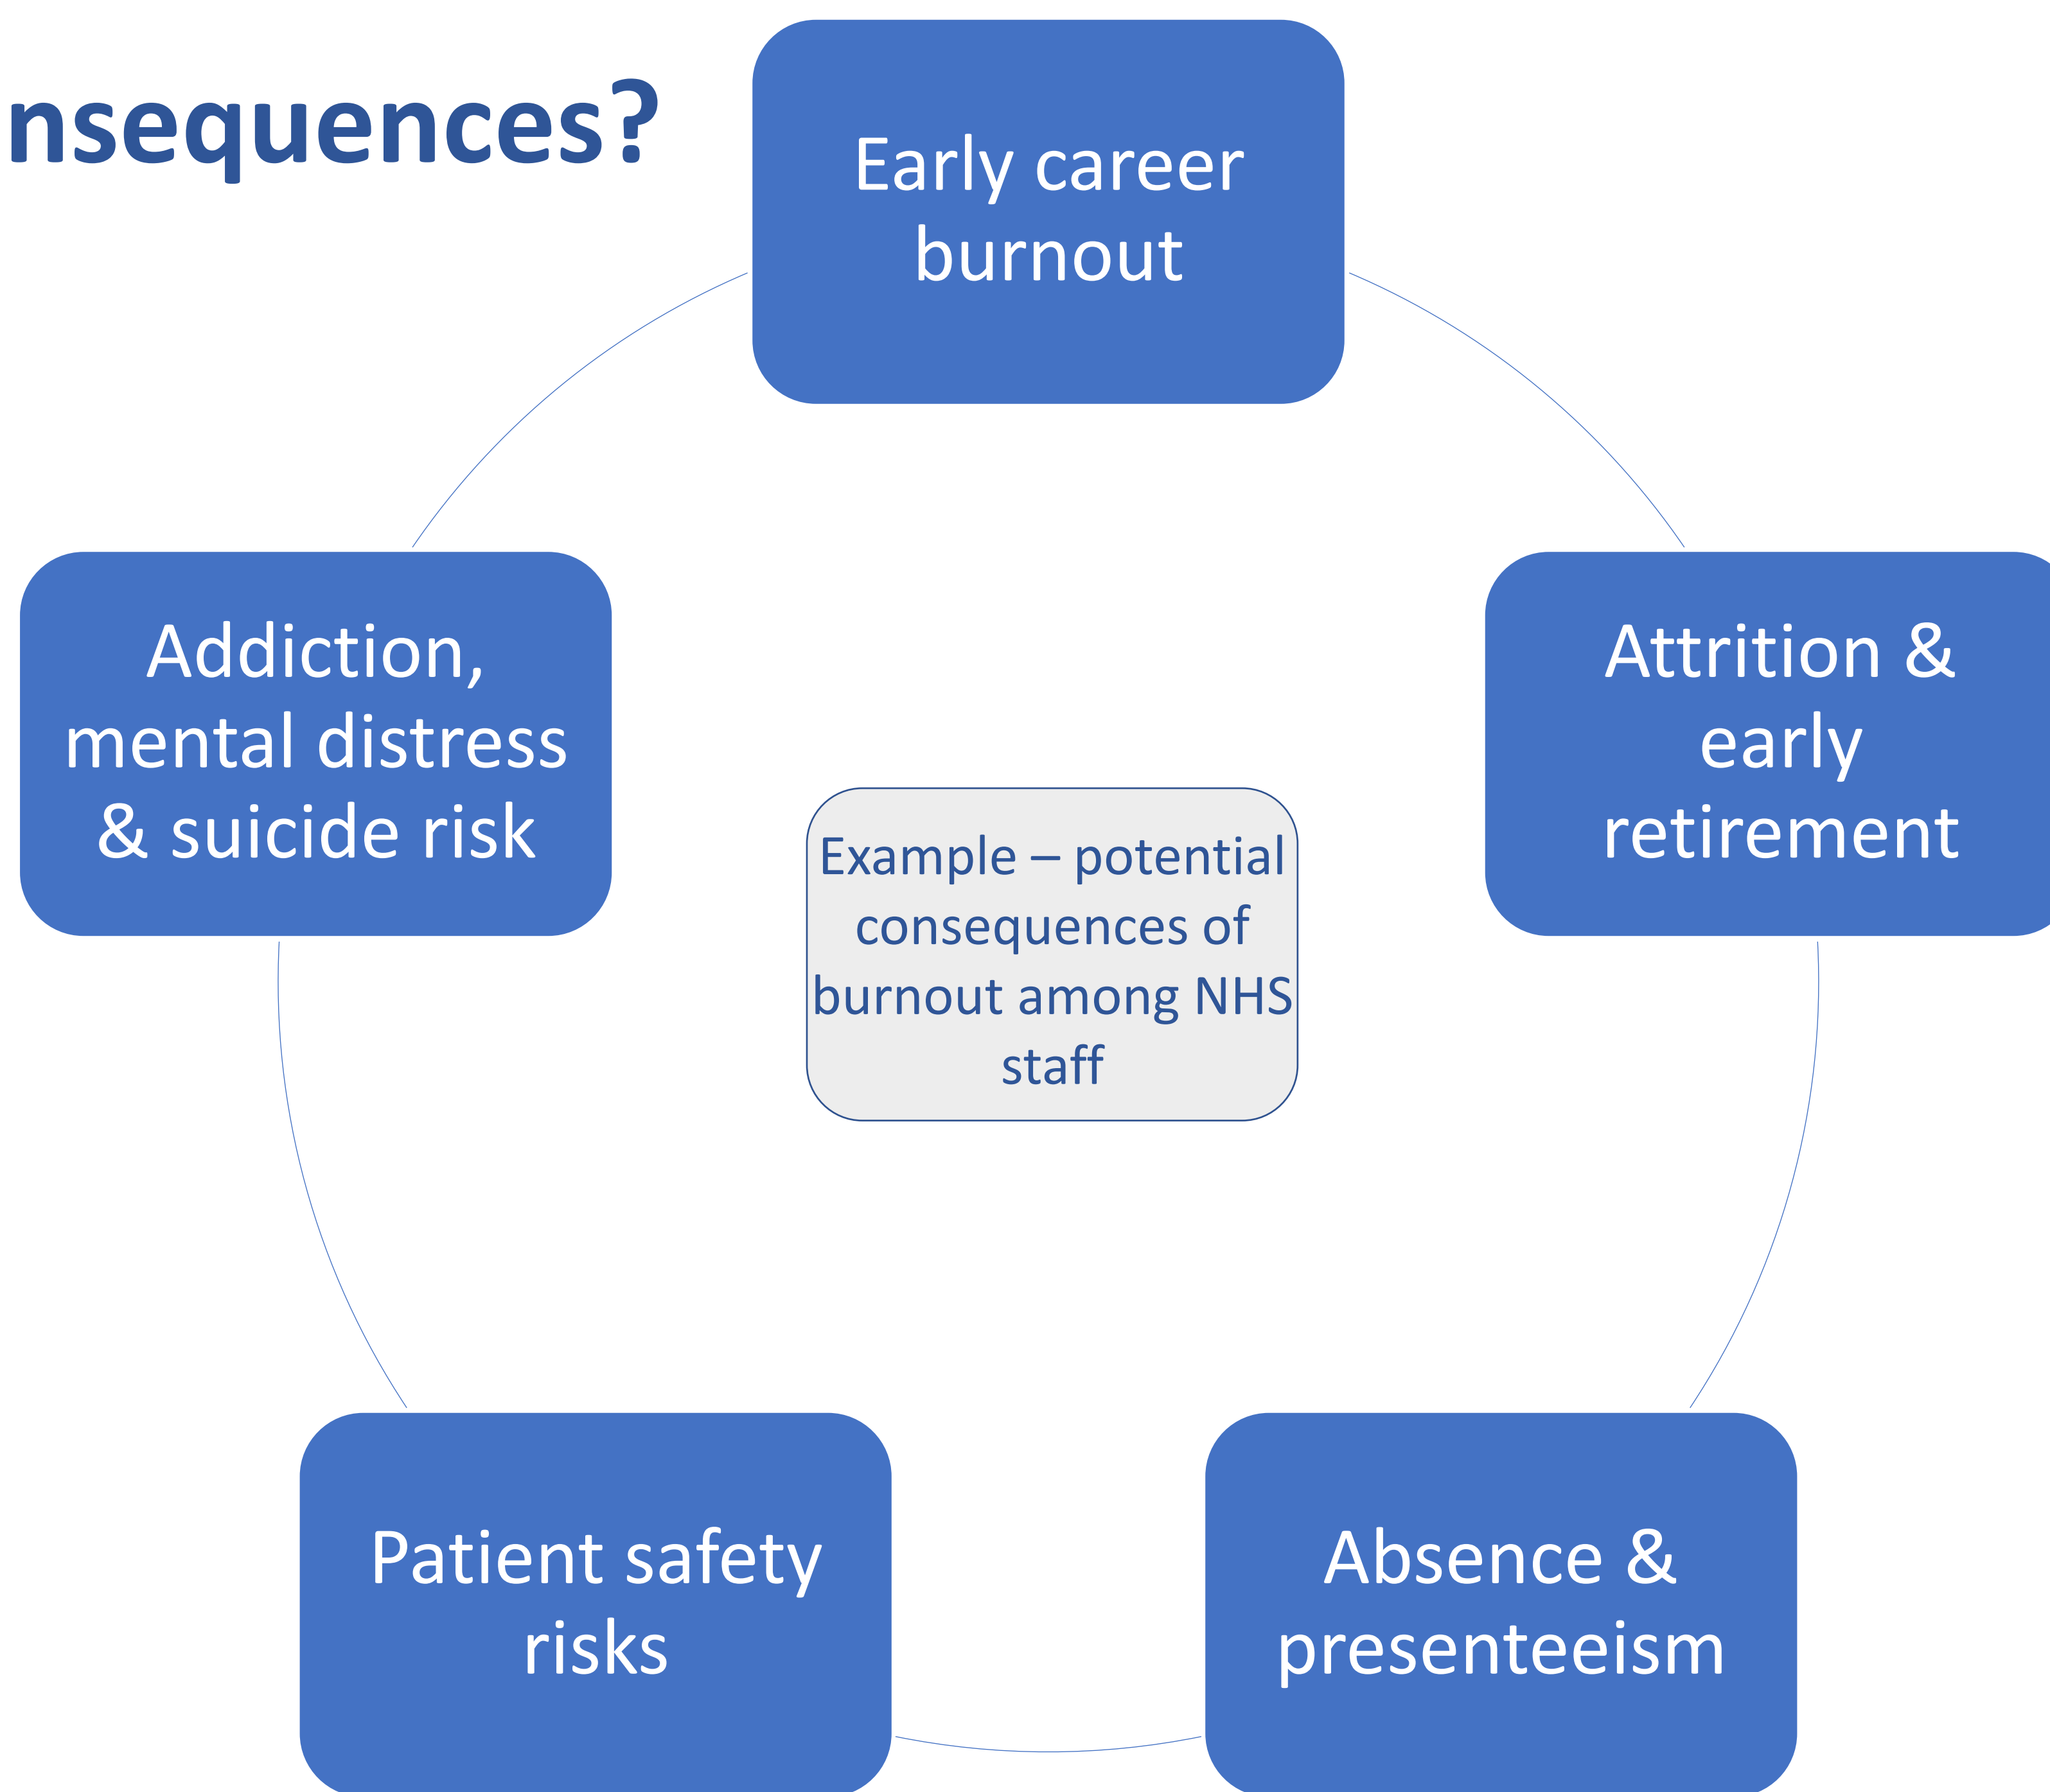 nsequences?
Early career
burnout
Addiction,
mental distress
& suicide risk
Attrition &
early
retirement
Example – potential
consequences of
burnout among NHS
staff
Patient safety
risks
Absence &
presenteeism